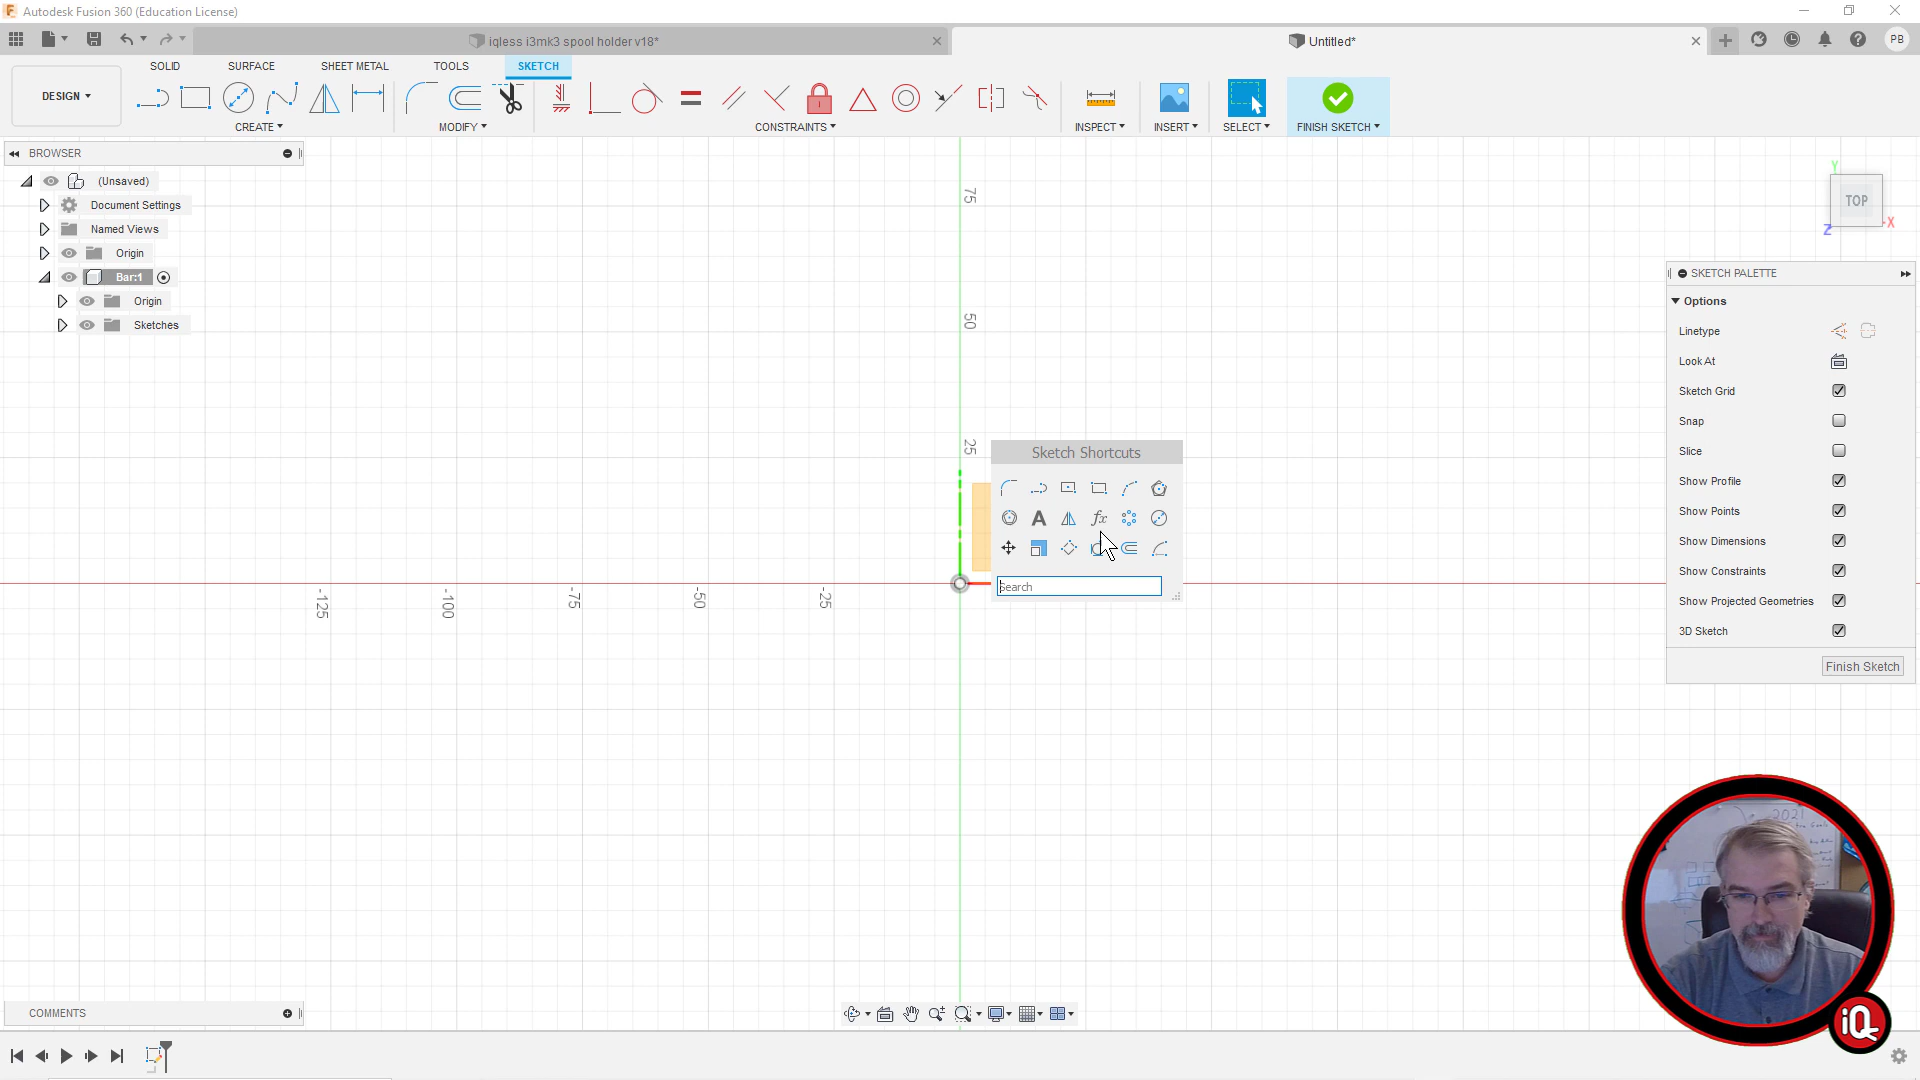 Autodesk Fusion 360 (Education License)
iqless i3mk3 spool holder v18*
Untitled*
PB
DESIGN
SOLID
SURFACE
SHEET METAL
TOOLS
SKETCH
CREATE
MODIFY
CONSTRAINTS
INSPECT
INSERT
SELECT
FINISH SKETCH
BROWSER
(Unsaved)
Document Settings
Named Views
Origin
Bar:1
Origin
Sketches
75
50
25
-125
-100
-75
-50
-25
Sketch Shortcuts
A
fx
Search
Y
TOP
X
Z
SKETCH PALETTE
Options
Linetype
Look At
Sketch Grid
Snap
Slice
Show Profile
Show Points
Show Dimensions
Show Constraints
Show Projected Geometries
3D Sketch
Finish Sketch
2021
iQ
COMMENTS